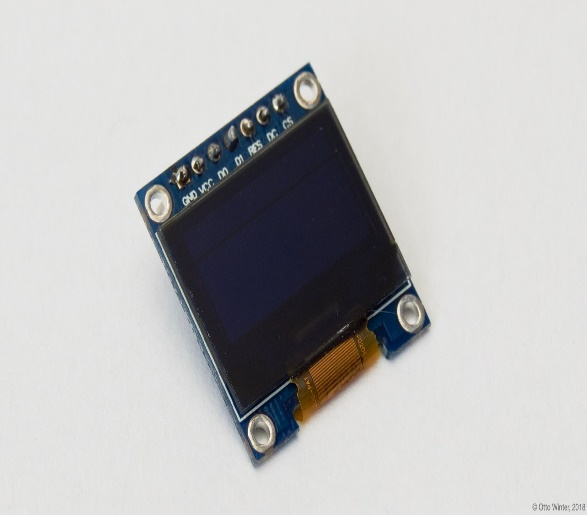 GND VCC D0 D1 RES DC CS
© Otto Winter, 2018